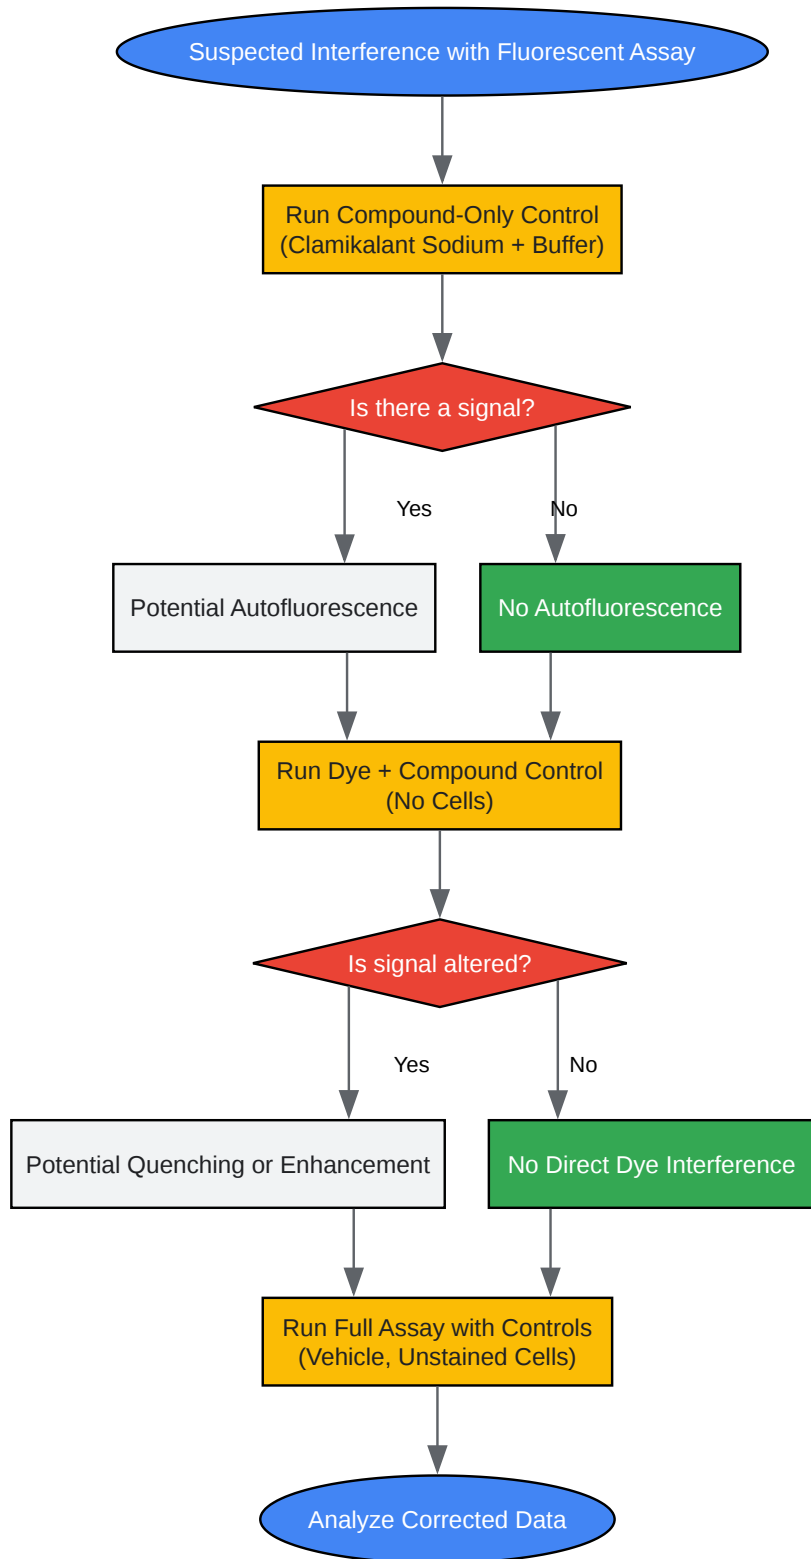 Suspected Interference with Fluorescent Assay
Run Compound-Only Control
(Clamikalant Sodium + Buffer)
Is there a signal?
Yes
No
Potential Autofluorescence
No Autofluorescence
Run Dye + Compound Control
(No Cells)
Is signal altered?
Yes
No
Potential Quenching or Enhancement
No Direct Dye Interference
Run Full Assay with Controls
(Vehicle, Unstained Cells)
Analyze Corrected Data